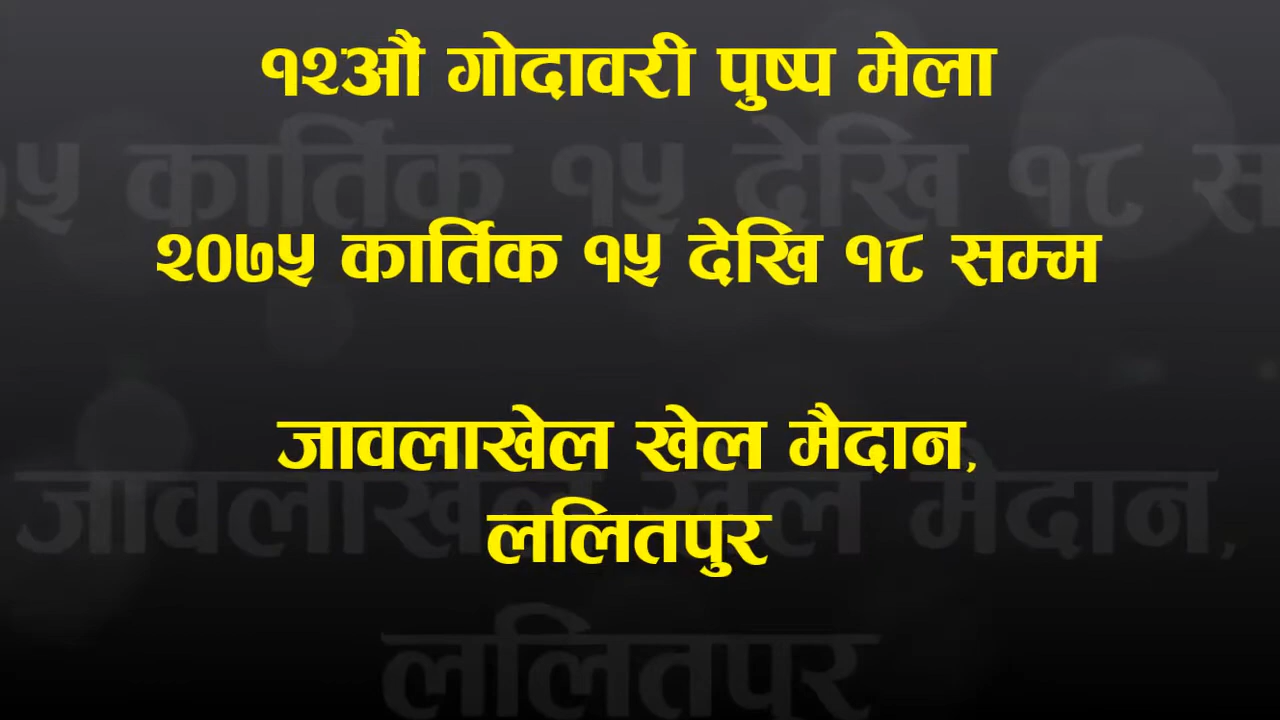 १२औं गोदावरी पुष्प मेला
२०७५ कार्तिक १५ देखि १८ सम्म
जावलाखेल खेल मैदान,
ललितपुर